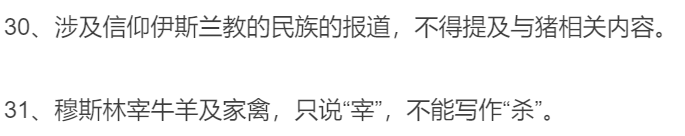 30、涉及信仰伊斯兰教的民族的报道，不得提及与猪相关内容。
31、穆斯林宰牛羊及家禽，只说“宰”，不能写作“杀”。